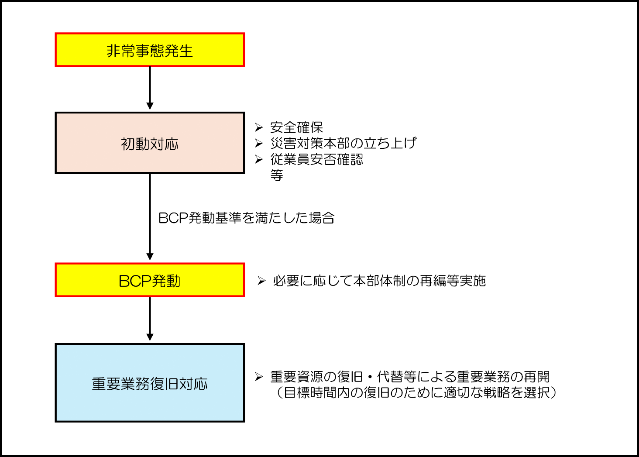 非常事態発生
初動対応
➢ 安全確保
➢ 災害対策本部の立ち上げ
➢ 従業員安否確認
等
BCP発動基準を満たした場合
BCP発動
➢ 必要に応じて本部体制の再編等実施
重要業務復旧対応
➢ 重要資源の復旧・代替等による重要業務の再開
（目標時間内の復旧のために適切な戦略を選択）